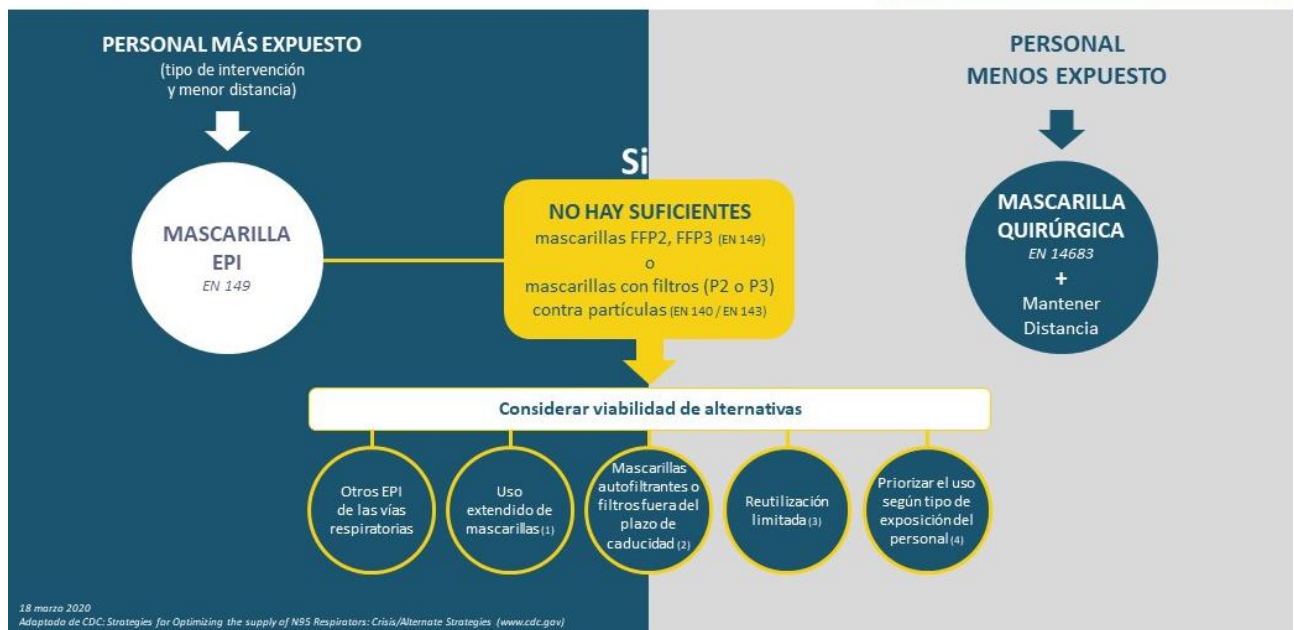 PERSONAL MÁS EXPUESTO
(tipo de intervención
y menor distancia)
MASCARILLA
EPI
EN 149
Si
NO HAY SUFICIENTES
mascarillas FFP2, FFP3 (EN 149)
o
mascarillas con filtros (P2 o P3)
contra partículas (EN 140 / EN 143)
PERSONAL
MENOS EXPUESTO
MASCARILLA
QUIRÚRGICA
EN 14683
+
Mantener
Distancia
Considerar viabilidad de alternativas
Otros EPI
de las vías
respiratorias
Uso
extendido de
mascarillas (1)
Mascarillas
autofiltrantes o
filtros fuera del
plazo de
caducidad (2)
Reutilización
limitada (3)
Priorizar el uso
según tipo de
exposición del
personal (4)
18 marzo 2020
Adaptado de CDC: Strategies for Optimizing the supply of N95 Respirators: Crisis/Alternate Strategies (www.cdc.gov)